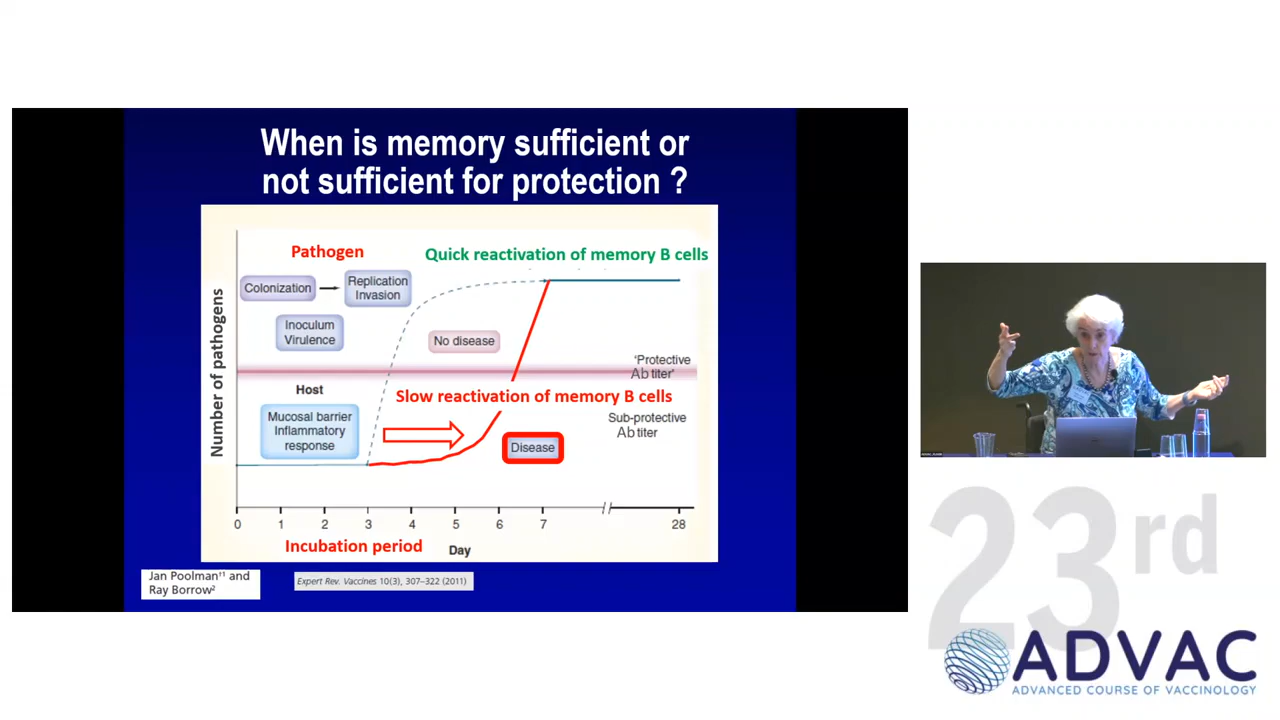 When is memory sufficient or
not sufficient for protection ?
Pathogen
Quick reactivation of memory B cells
Colonization
Replication
Invasion
Inoculum
Virulence
No disease
'Protective
Ab titer'
Host
Slow reactivation of memory B cells
Mucosal barrier
Inflammatory
response
Sub-protective
Ab titer
Disease
Number of pathogens
0 1 2 3 4 5 6 7 28
Incubation period
Day
Jan Poolman†1 and
Ray Borrow2
Expert Rev. Vaccines 10(3), 307–322 (2011)
23rd
ADVAC
ADVANCED COURSE OF VACCINOLOGY